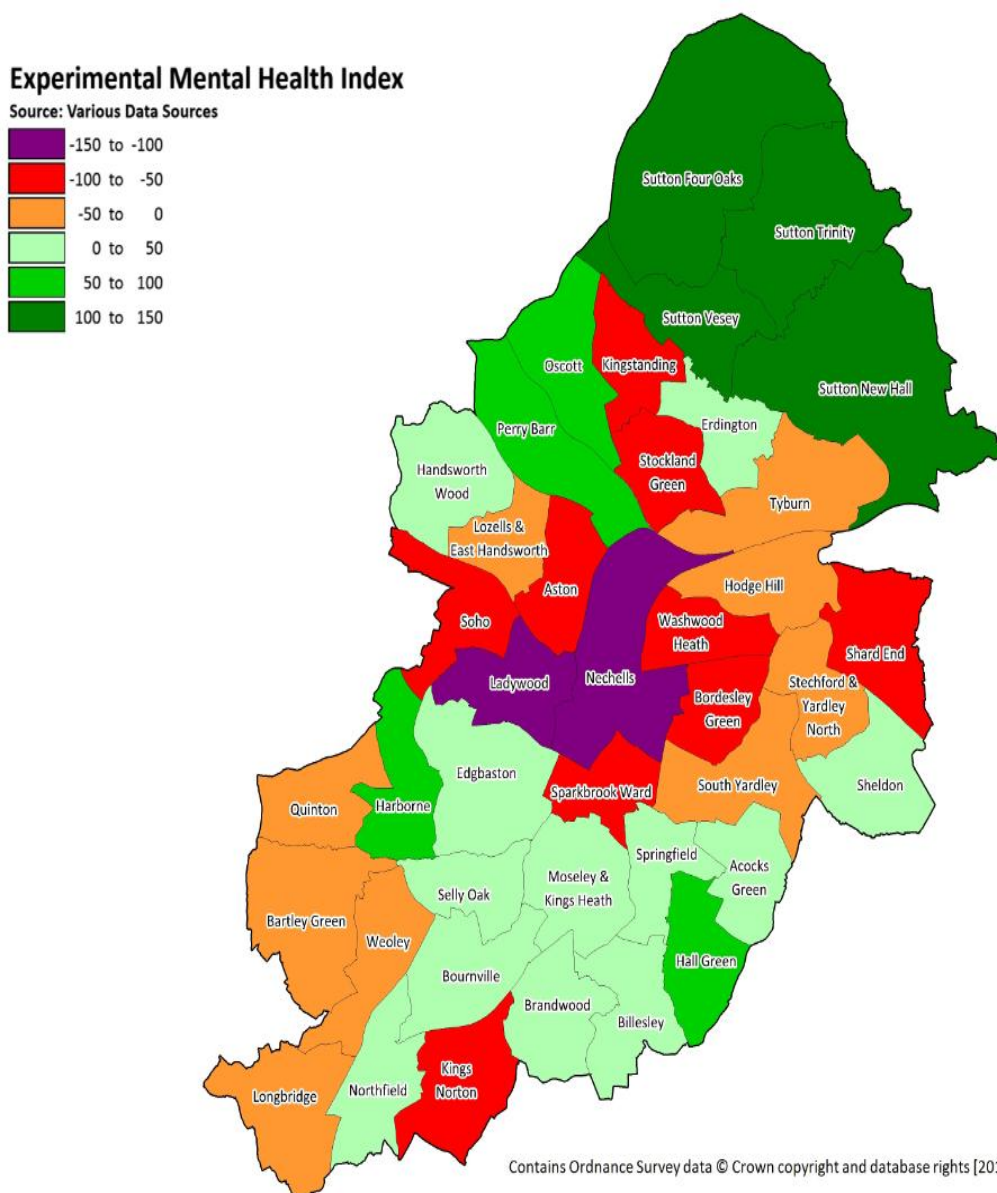 Experimental Mental Health Index
Source: Various Data Sources
-150 to -100
-100 to -50
-50 to 0
0 to 50
50 to 100
100 to 150
Sutton Four Oaks
Sutton Trinity
Sutton Vesey
Oscott
Kingstanding
Sutton New Hall
Erdington
Perry Barr
Handsworth
Wood
Stockland
Green
Tyburn
Lozells &
East Handsworth
Hodge Hill
Aston
Soho
Washwood
Heath
Shard End
Ladywood
Nechells
Stechford &
Yardley
North
Bordesley
Green
Edgbaston
Sparkbrook Ward
South Yardley
Sheldon
Quinton
Harborne
Springfield
Acocks
Green
Moseley &
Kings Heath
Selly Oak
Bartley Green
Weoley
Hall Green
Bournville
Brandwood
Billesley
Kings
Norton
Longbridge
Northfield
Contains Ordnance Survey data © Crown copyright and database rights [201